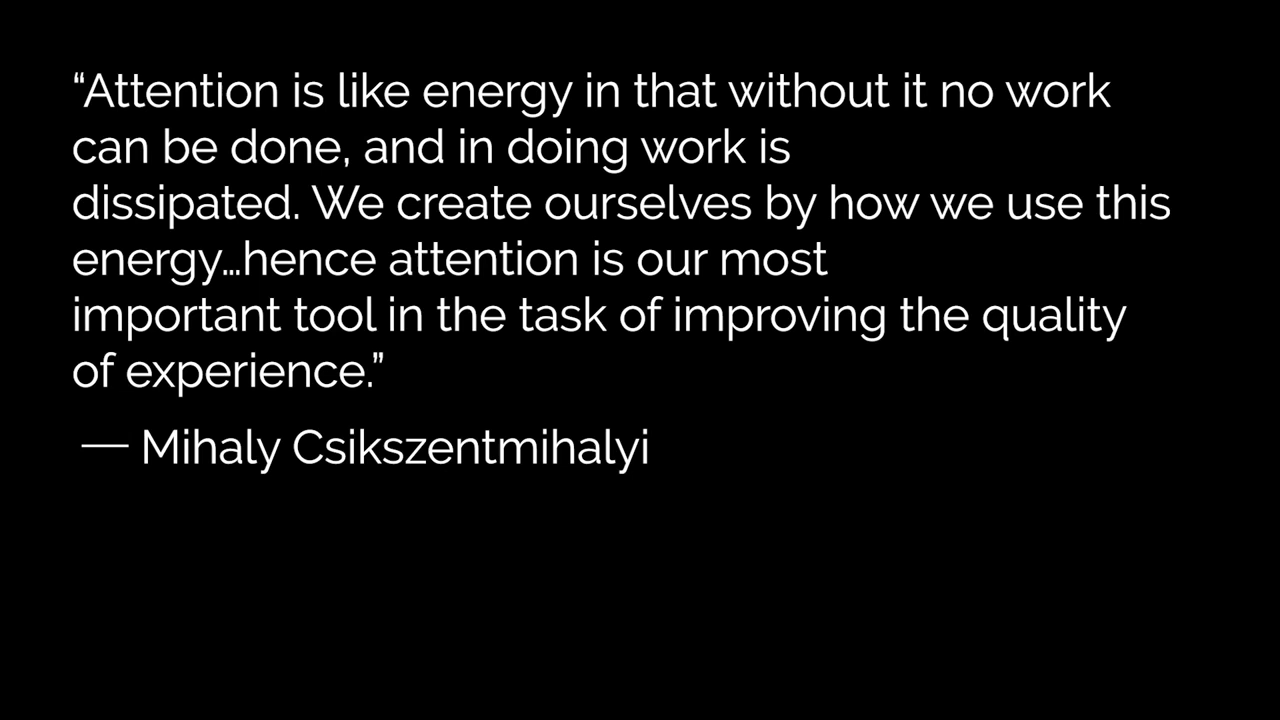 “Attention is like energy in that without it no work
can be done, and in doing work is
dissipated. We create ourselves by how we use this
energy…hence attention is our most
important tool in the task of improving the quality
of experience.”
— Mihaly Csikszentmihalyi